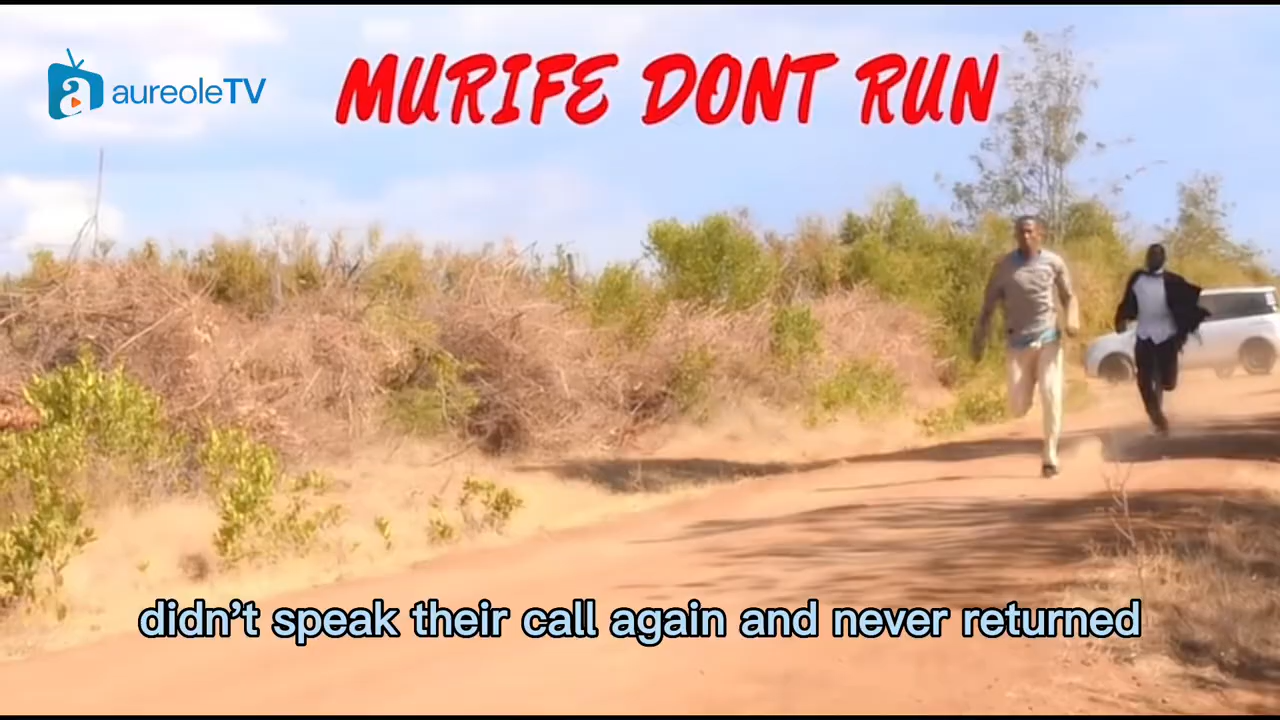 aureoleTV
MURIFE DONT RUN
didn't speak their call again and never returned